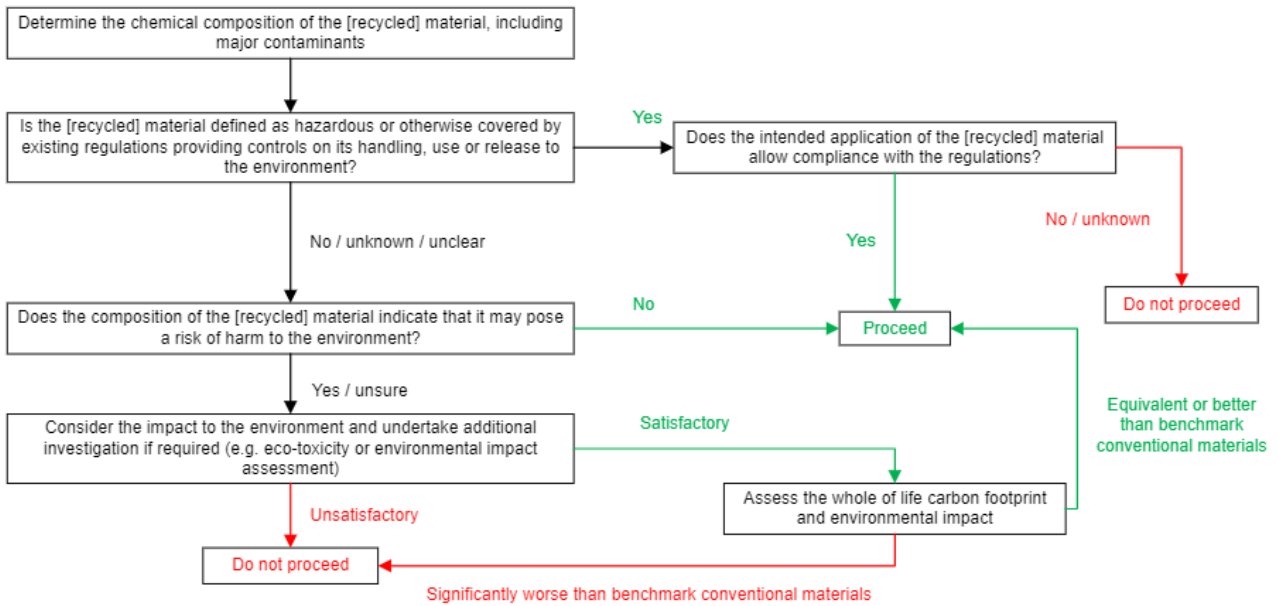 Determine the chemical composition of the [recycled] material, including
major contaminants
Is the [recycled] material defined as hazardous or otherwise covered by
existing regulations providing controls on its handling, use or release to
the environment?
Yes
Does the intended application of the [recycled] material
allow compliance with the regulations?
No / unknown / unclear
Yes
No / unknown
Do not proceed
Does the composition of the [recycled] material indicate that it may pose
a risk of harm to the environment?
No
Proceed
Yes / unsure
Consider the impact to the environment and undertake additional
investigation if required (e.g. eco-toxicity or environmental impact
assessment)
Satisfactory
Equivalent or better
than benchmark
conventional materials
Assess the whole of life carbon footprint
and environmental impact
Unsatisfactory
Do not proceed
Significantly worse than benchmark conventional materials